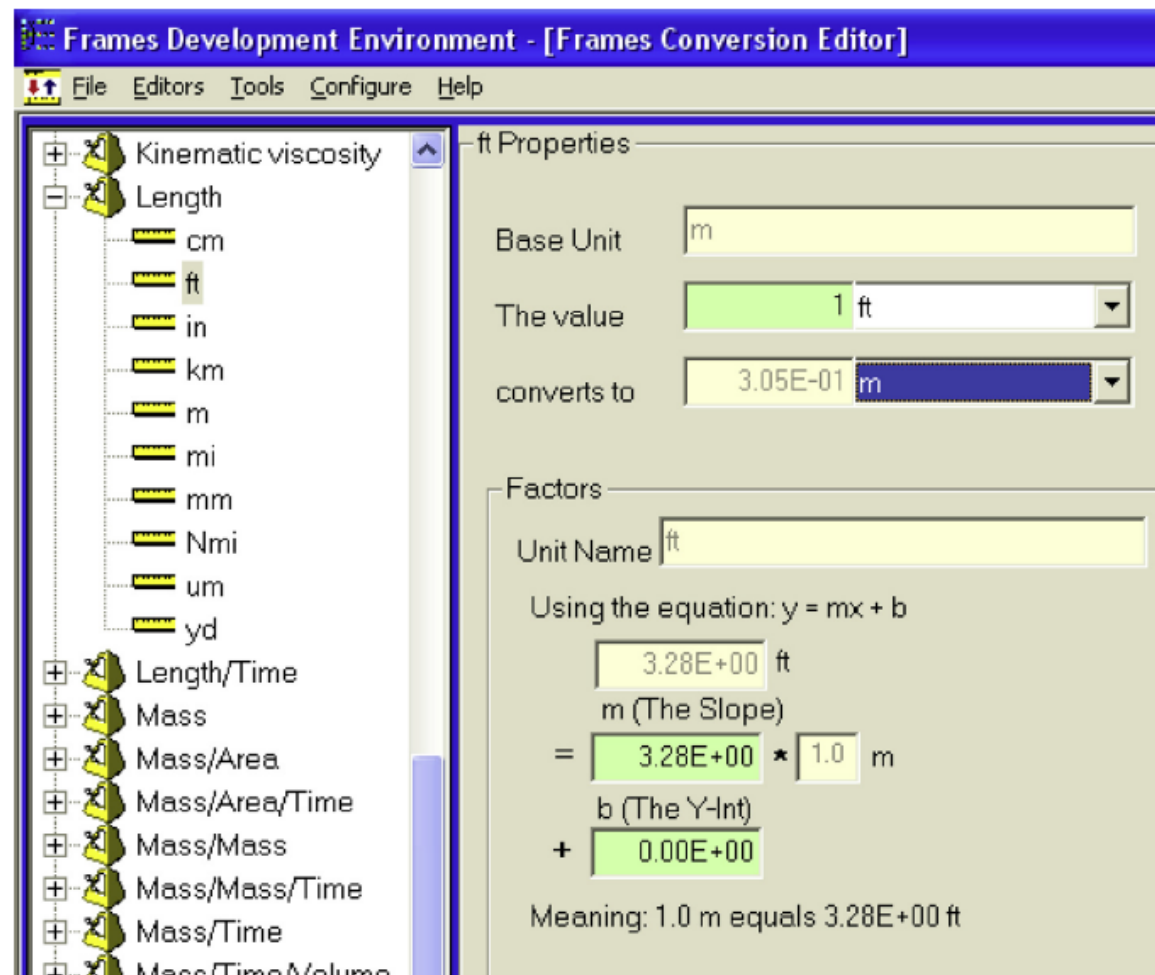 Frames Development Environment - [Frames Conversion Editor]
File Editors Tools Configure Help
Kinematic viscosity
Length
cm
ft
in
km
m
mi
mm
Nmi
um
yd
Length/Time
Mass
Mass/Area
Mass/Area/Time
Mass/Mass
Mass/Mass/Time
Mass/Time
Mass/Time/Volume
ft Properties
Base Unit m
The value 1 ft
converts to 3.05E-01 m
Factors
Unit Name ft
Using the equation: y = mx + b
3.28E+00 ft
m (The Slope)
= 3.28E+00 * 1.0 m
b (The Y-Int)
+ 0.00E+00
Meaning: 1.0 m equals 3.28E+00 ft